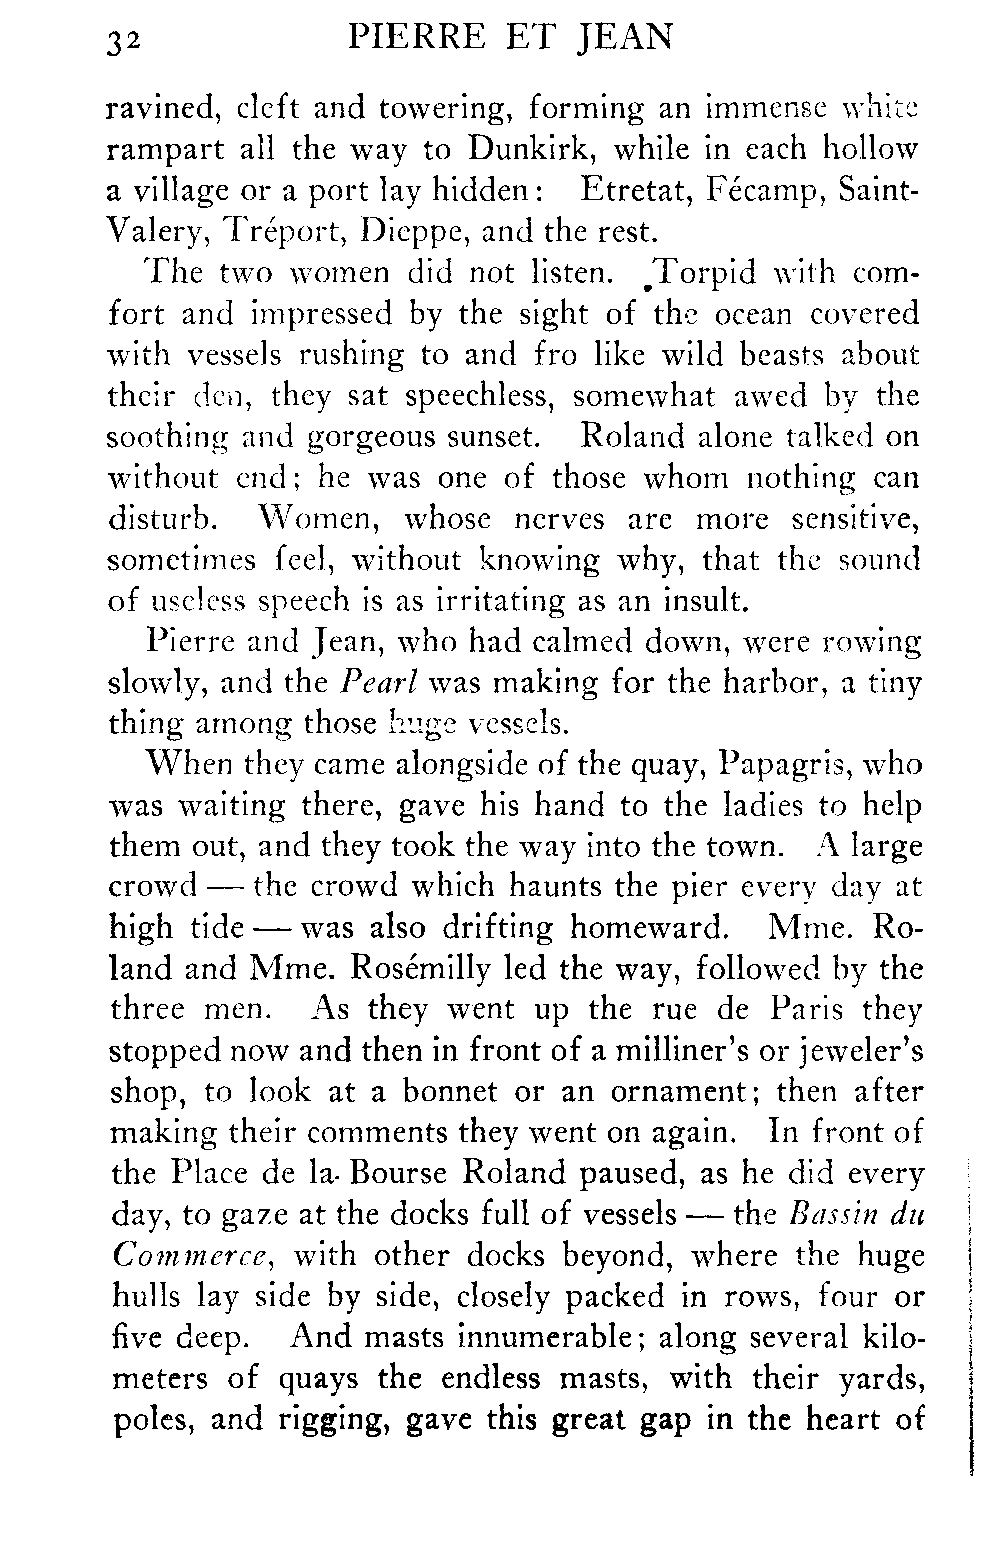 32 PIERRE ET JEAN
ravined, cleft and towering, forming an immense white
rampart all the way to Dunkirk, while in each hollow
a village or a port lay hidden: Etretat, Fécamp, Saint-
Valery, Tréport, Dieppe, and the rest.
The two women did not listen. Torpid with com-
fort and impressed by the sight of the ocean covered
with vessels rushing to and fro like wild beasts about
their den, they sat speechless, somewhat awed by the
soothing and gorgeous sunset. Roland alone talked on
without end; he was one of those whom nothing can
disturb. Women, whose nerves are more sensitive,
sometimes feel, without knowing why, that the sound
of useless speech is as irritating as an insult.
Pierre and Jean, who had calmed down, were rowing
slowly, and the Pearl was making for the harbor, a tiny
thing among those huge vessels.
When they came alongside of the quay, Papagris, who
was waiting there, gave his hand to the ladies to help
them out, and they took the way into the town. A large
crowd — the crowd which haunts the pier every day at
high tide — was also drifting homeward. Mme. Ro-
land and Mme. Rosémilly led the way, followed by the
three men. As they went up the rue de Paris they
stopped now and then in front of a milliner's or jeweler's
shop, to look at a bonnet or an ornament; then after
making their comments they went on again. In front of
the Place de la Bourse Roland paused, as he did every
day, to gaze at the docks full of vessels — the Bassin du
Commerce, with other docks beyond, where the huge
hulls lay side by side, closely packed in rows, four or
five deep. And masts innumerable; along several kilo-
meters of quays the endless masts, with their yards,
poles, and rigging, gave this great gap in the heart of